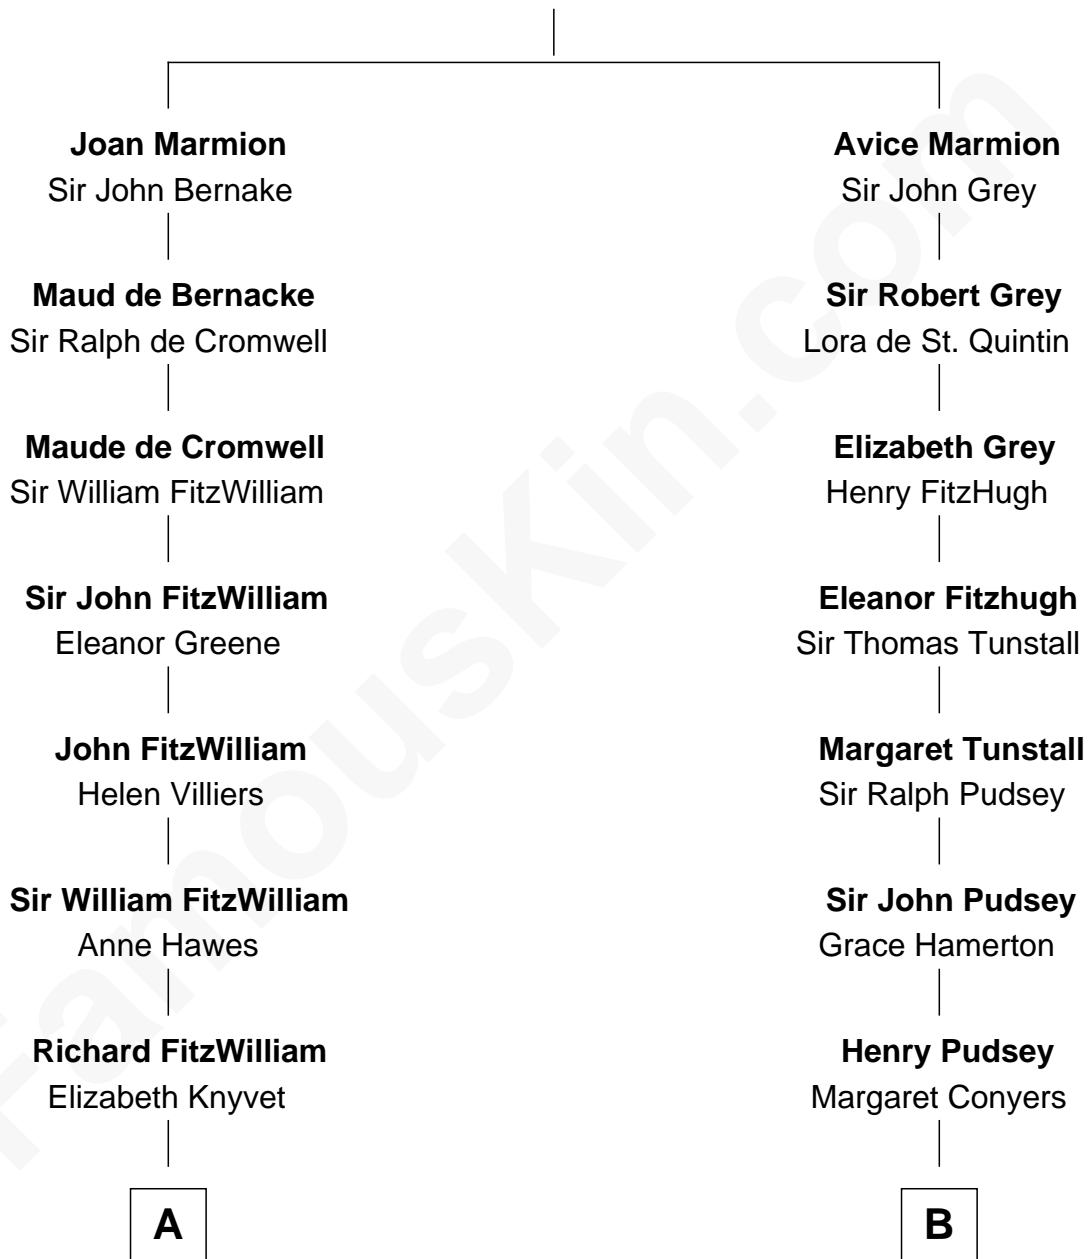 Joan Marmion
Sir John Bernake
Avice Marmion
Sir John Grey
Maud de Bernacke
Sir Ralph de Cromwell
Sir Robert Grey
Lora de St. Quintin
Maude de Cromwell
Sir William FitzWilliam
Elizabeth Grey
Henry FitzHugh
Sir John FitzWilliam
Eleanor Greene
Eleanor Fitzhugh
Sir Thomas Tunstall
John FitzWilliam
Helen Villiers
Margaret Tunstall
Sir Ralph Pudsey
Sir William FitzWilliam
Anne Hawes
Sir John Pudsey
Grace Hamerton
Richard FitzWilliam
Elizabeth Knyvet
Henry Pudsey
Margaret Conyers
A
B
FamousKin.com